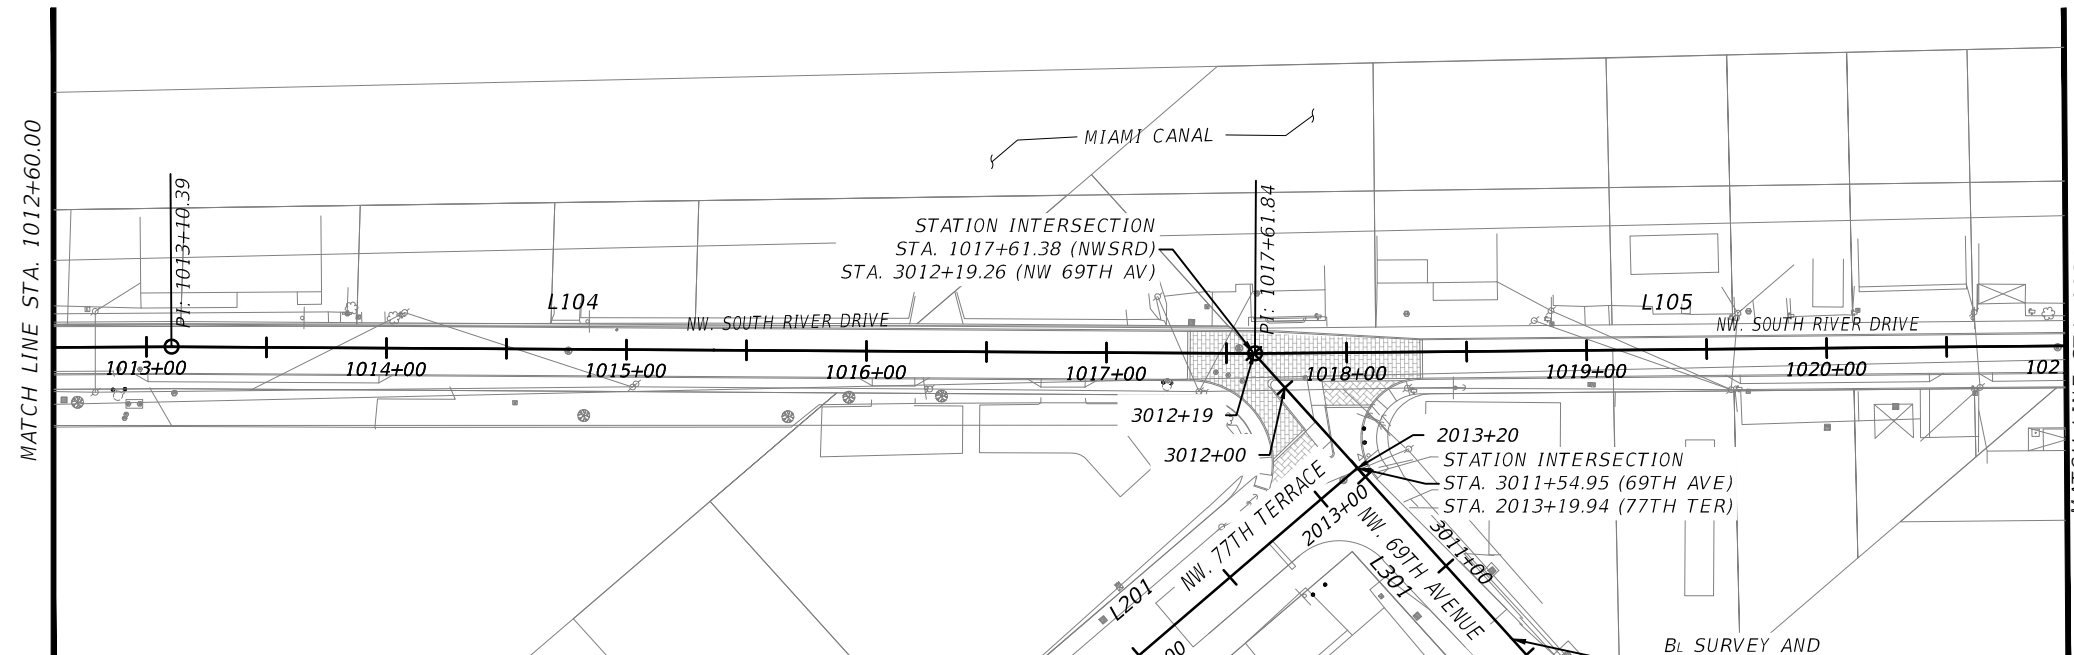 MATCH LINE STA. 1012+60.00
PI: 1013+10.39
MIAMI CANAL
PI: 1017+61.84
STATION INTERSECTION
STA. 1017+61.38 (NWSRD)
STA. 3012+19.26 (NW 69TH AV)
L104
L105
NW. SOUTH RIVER DRIVE
NW. SOUTH RIVER DRIVE
1013+00
1014+00
1015+00
1016+00
1017+00
1018+00
1019+00
1020+00
102
3012+19
3012+00
2013+20
STATION INTERSECTION
STA. 3011+54.95 (69TH AVE)
STA. 2013+19.94 (77TH TER)
NW. 77TH TERRACE
2013+00
NW. 69TH AVENUE
3011+00
L201
L301
00
BL SURVEY AND